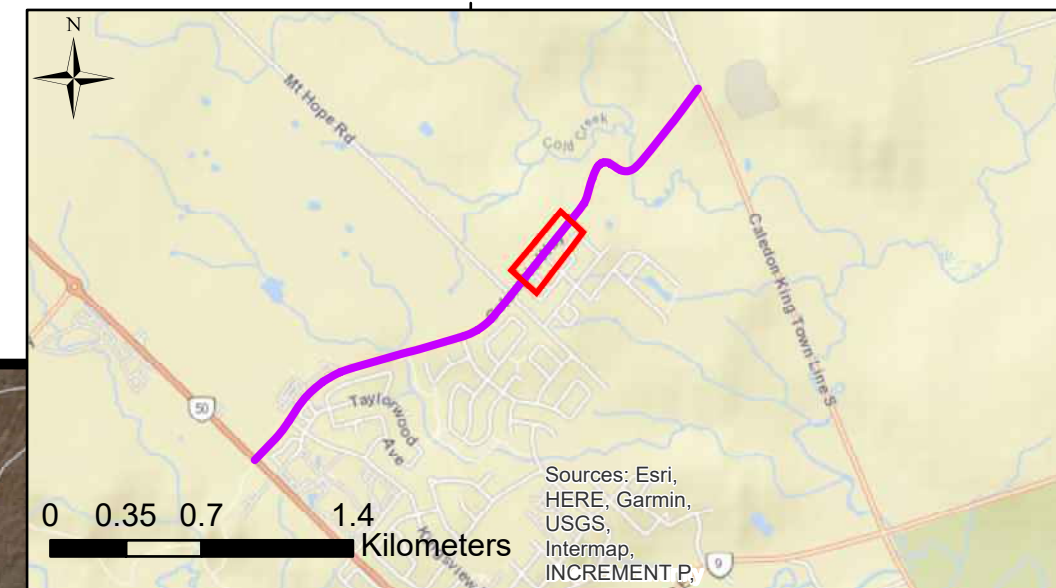 N
Mt Hope Rd
Cold Creek
Caledon King Town Line S
50
Taylorwood
Ave
Sources: Esri,
HERE, Garmin,
USGS,
Intermap,
INCREMENT P,
0 0.35 0.7 1.4
Kilometers
9